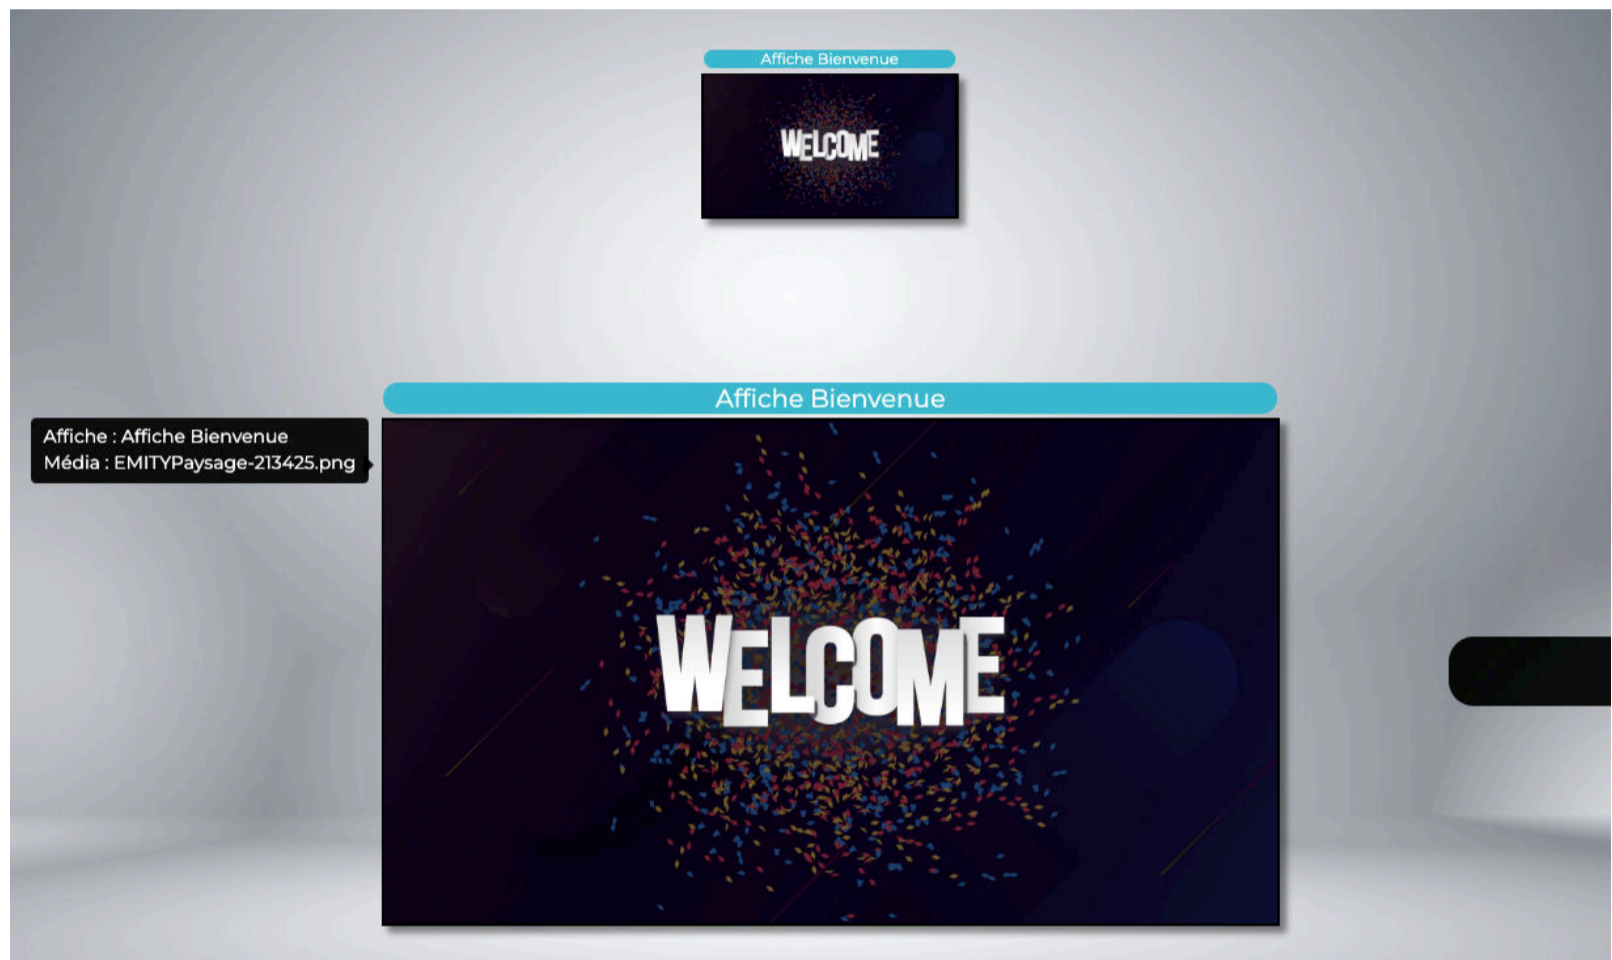 Affiche Bienvenue
WELCOME
Affiche Bienvenue
Affiche : Affiche Bienvenue
Média : EMITYPaysage-213425.png
WELCOME